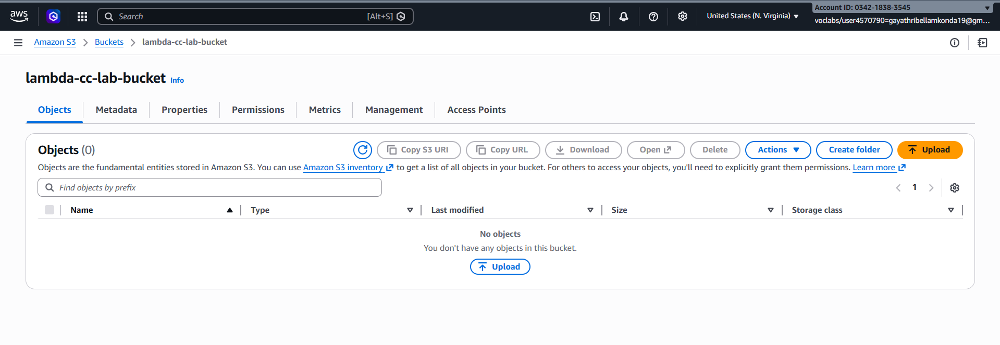 aws
Search [Alt+S]
United States (N. Virginia)
Account ID: 0342-1838-3545
voclabs/user4570790=gayathribellamkonda19@gm...
Amazon S3 Buckets lambda-cc-lab-bucket
lambda-cc-lab-bucket Info
Objects Metadata Properties Permissions Metrics Management Access Points
Objects (0) Copy S3 URI Copy URL Download Open Delete Actions Create folder Upload
Objects are the fundamental entities stored in Amazon S3. You can use Amazon S3 inventory to get a list of all objects in your bucket. For others to access your objects, you'll need to explicitly grant them permissions. Learn more
Find objects by prefix 1
Name Type Last modified Size Storage class
No objects
You don't have any objects in this bucket.
Upload